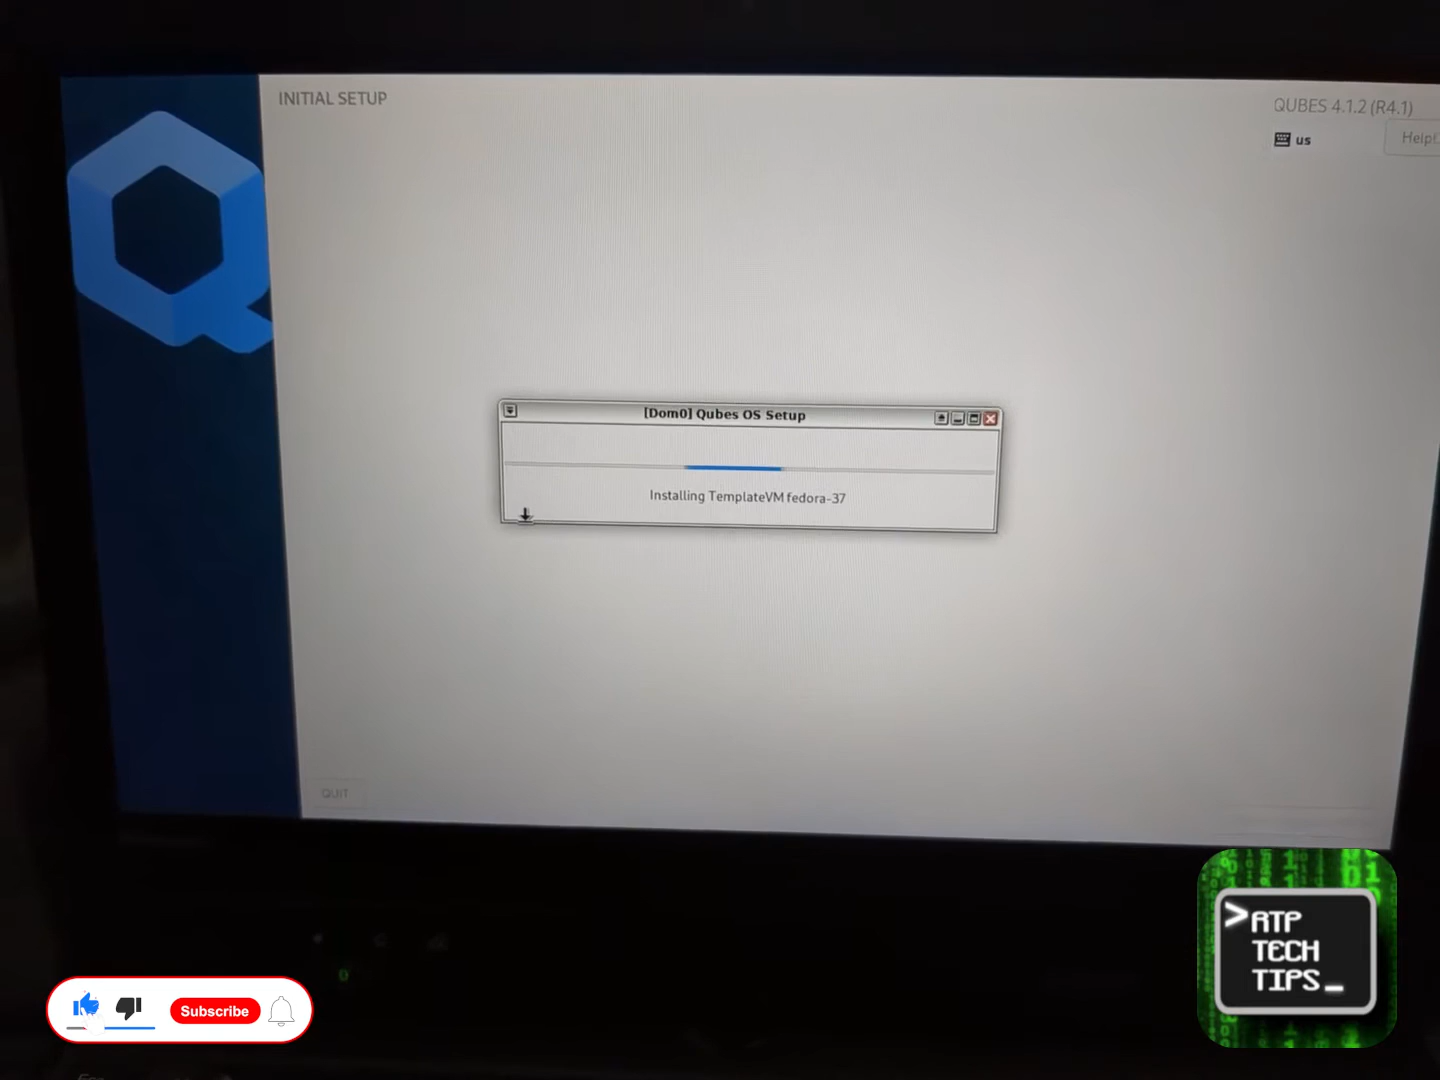 INITIAL SETUP
QUBES 4.1.2 (R4.1)
us
Help!
[Dom0] Qubes OS Setup
Installing TemplateVM fedora-37
QUIT
Subscribe
>ATP
TECH
TIPS_